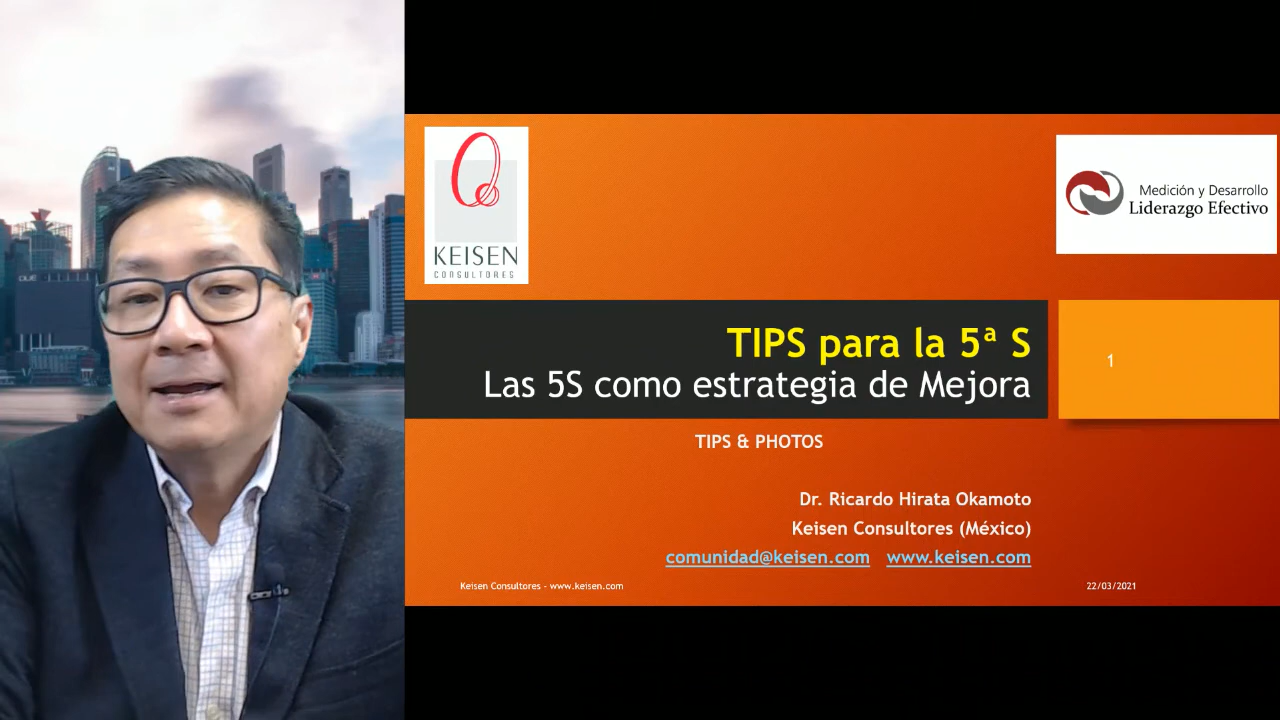 KEISEN
CONSULTORES
Medición y Desarrollo
Liderazgo Efectivo
TIPS para la 5ª S
Las 5S como estrategia de Mejora
1
TIPS & PHOTOS
Dr. Ricardo Hirata Okamoto
Keisen Consultores (México)
comunidad@keisen.com www.keisen.com
Keisen Consultores - www.keisen.com
22/03/2021